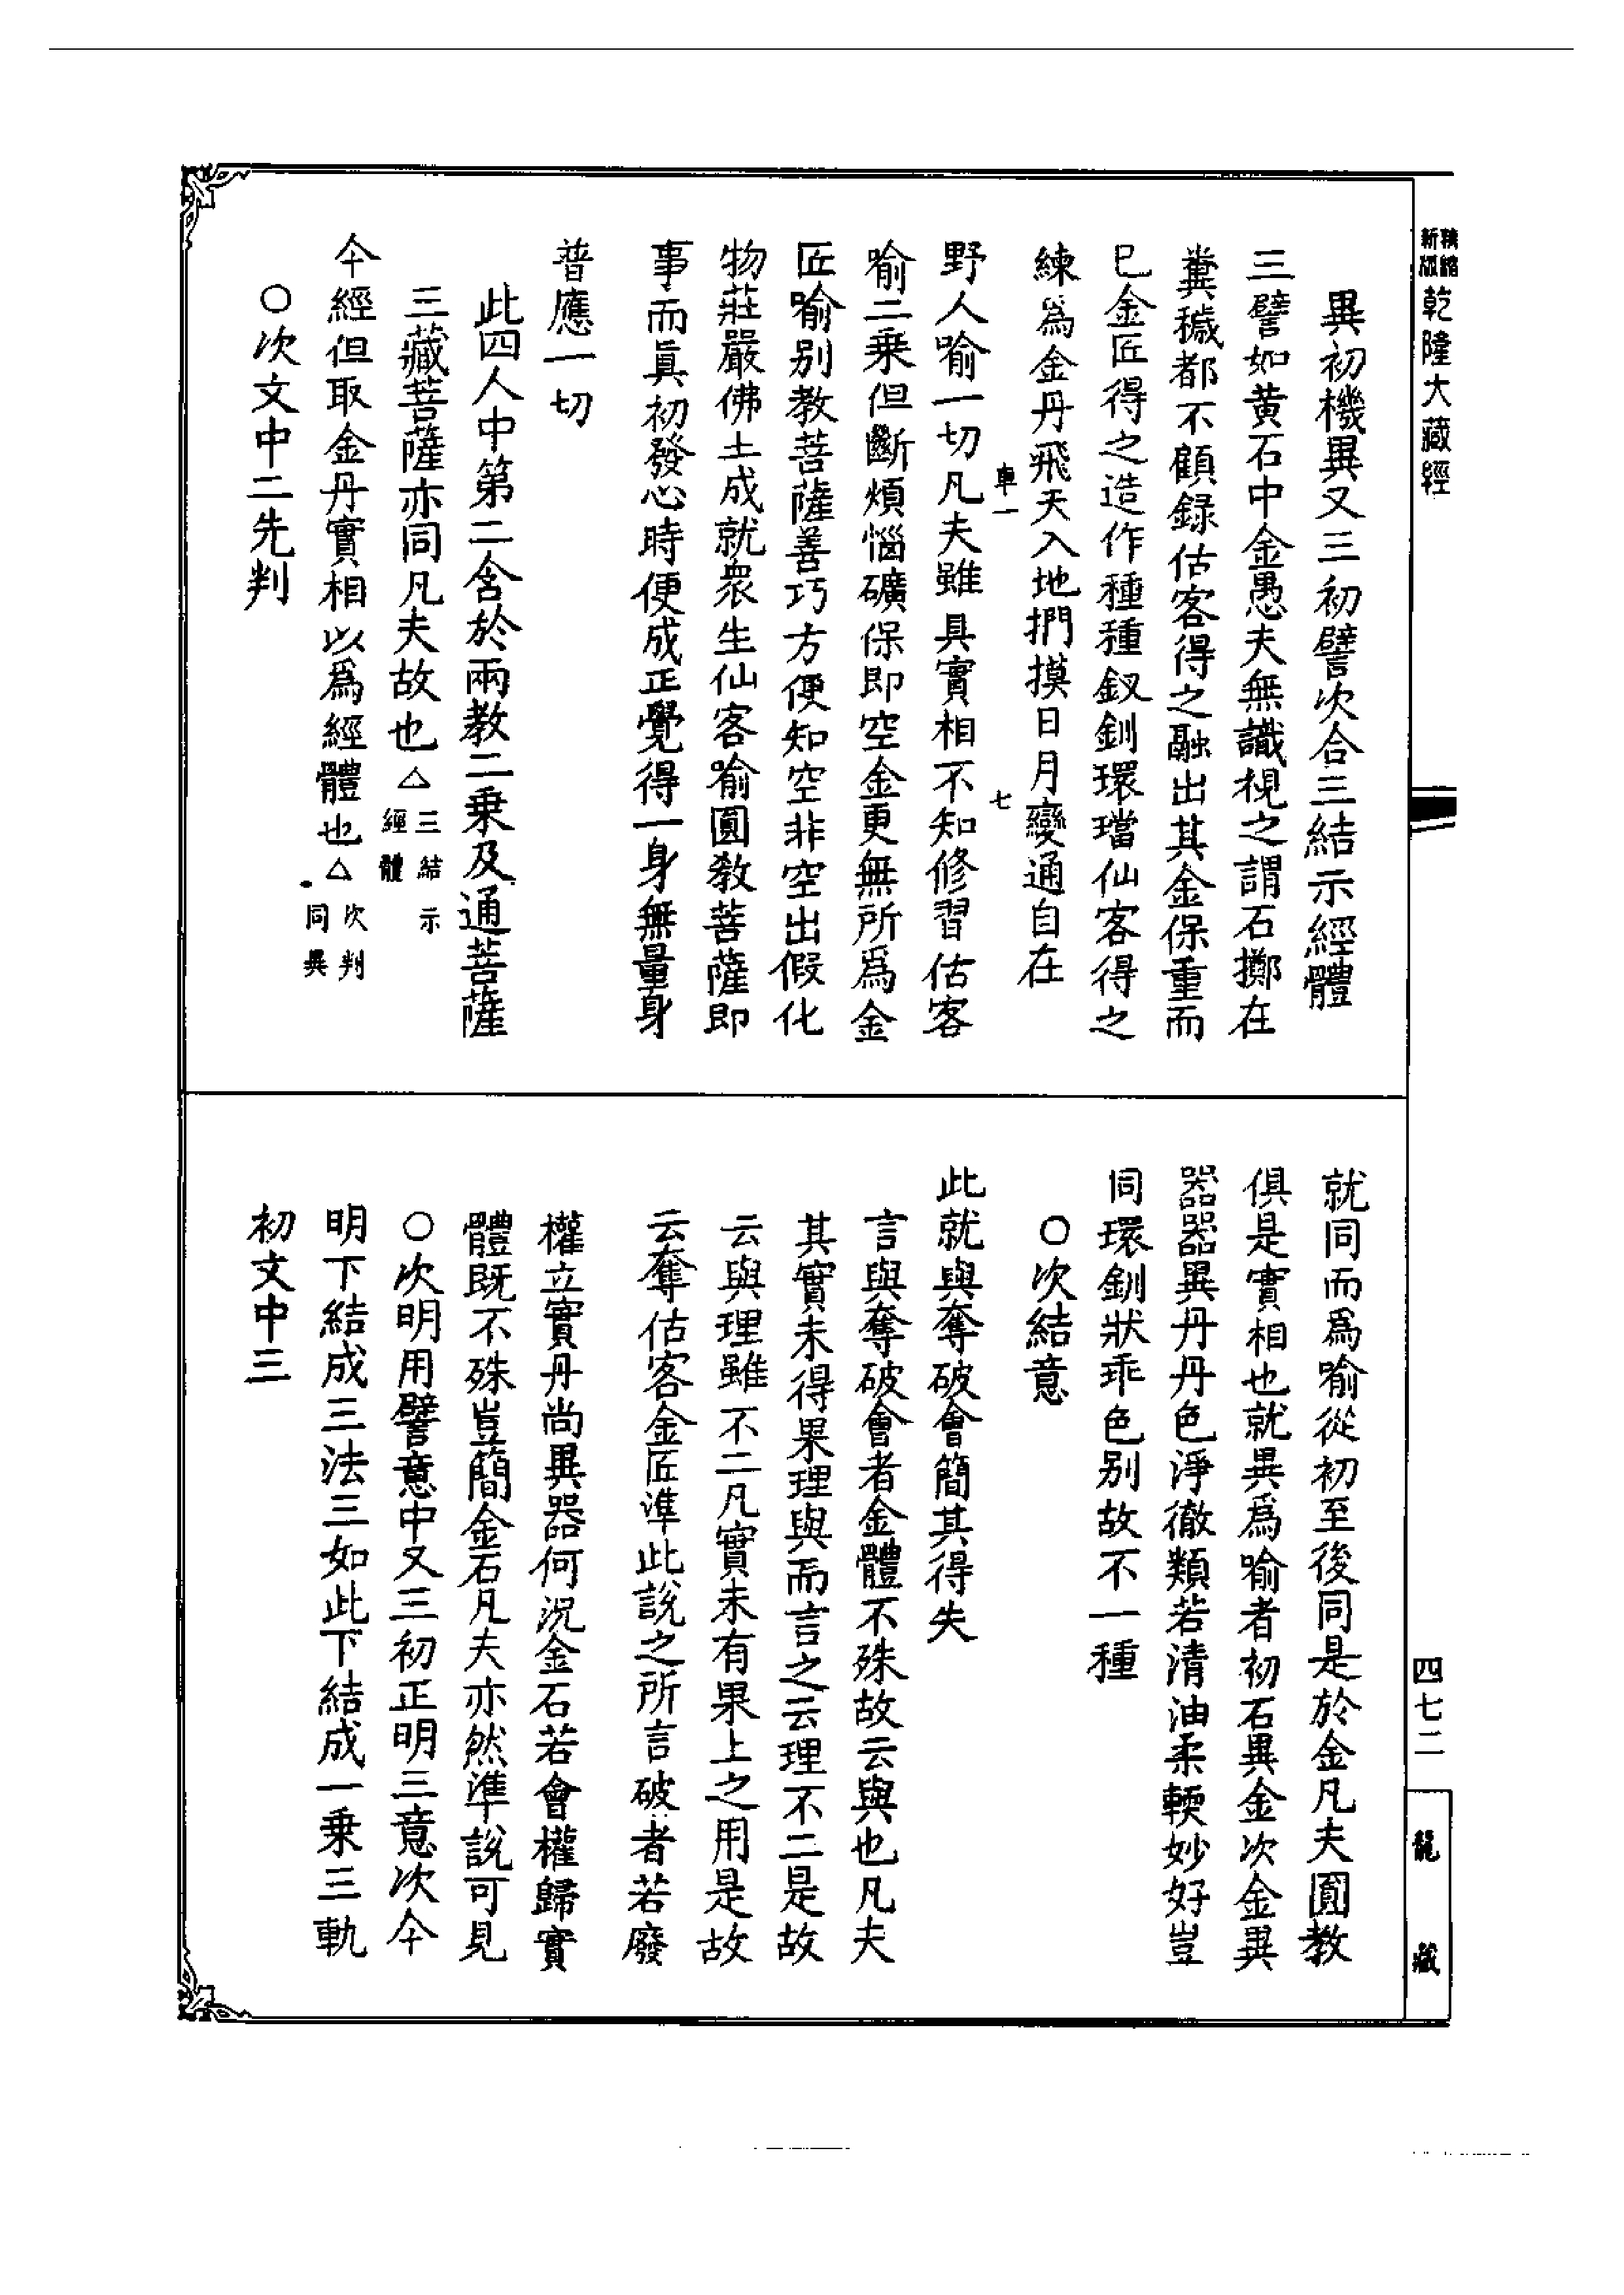 新版
精縮
乾隆大藏經
異初機異又三初譬次合三結示經體
三譬如黄石中金愚夫無識視之謂石擲在
糞穢都不顧錄估客得之融出其金保重而
已金匠得之造作種種釵釧環璫仙客得之
練爲金丹飛天入地捫摸日月變通自在
車一
七
野人喻一切凡夫雖具實相不知修習估客
喻二乗但斷煩惱礦保即空金更無所爲金
匠喻别教菩薩善巧方便知空非空出假化
物莊嚴佛土成就衆生仙客喻圓教菩薩即
事而眞初發心時便成正覺得一身無量身
普應一切
此四人中第二含於兩教二乗及通菩薩
三藏菩薩亦同凡夫故也△三結示
經體
今經但取金丹實相以爲經體也△次判
同異
○次文中二先判
就同而爲喻從初至後同是於金凡夫圓教
俱是實相也就異爲喻者初石異金次金異
器器異丹丹色淨徹類若清油柔輭妙好豈
同環釧狀乖色别故不一種
○次結意
此就與奪破會簡其得失
言與奪破會者金體不殊故云與也凡夫
其實未得果理與而言之云理不二是故
云與理雖不二凡實未有果上之用是故
云奪估客金匠準此說之所言破者若廢
權立實丹尚異器何況金石若會權歸實
體既不殊豈簡金石凡夫亦然準說可見
○次明用譬意中又三初正明三意次今
明下結成三法三如此下結成一乗三軌
初文中三
四七二
龍藏